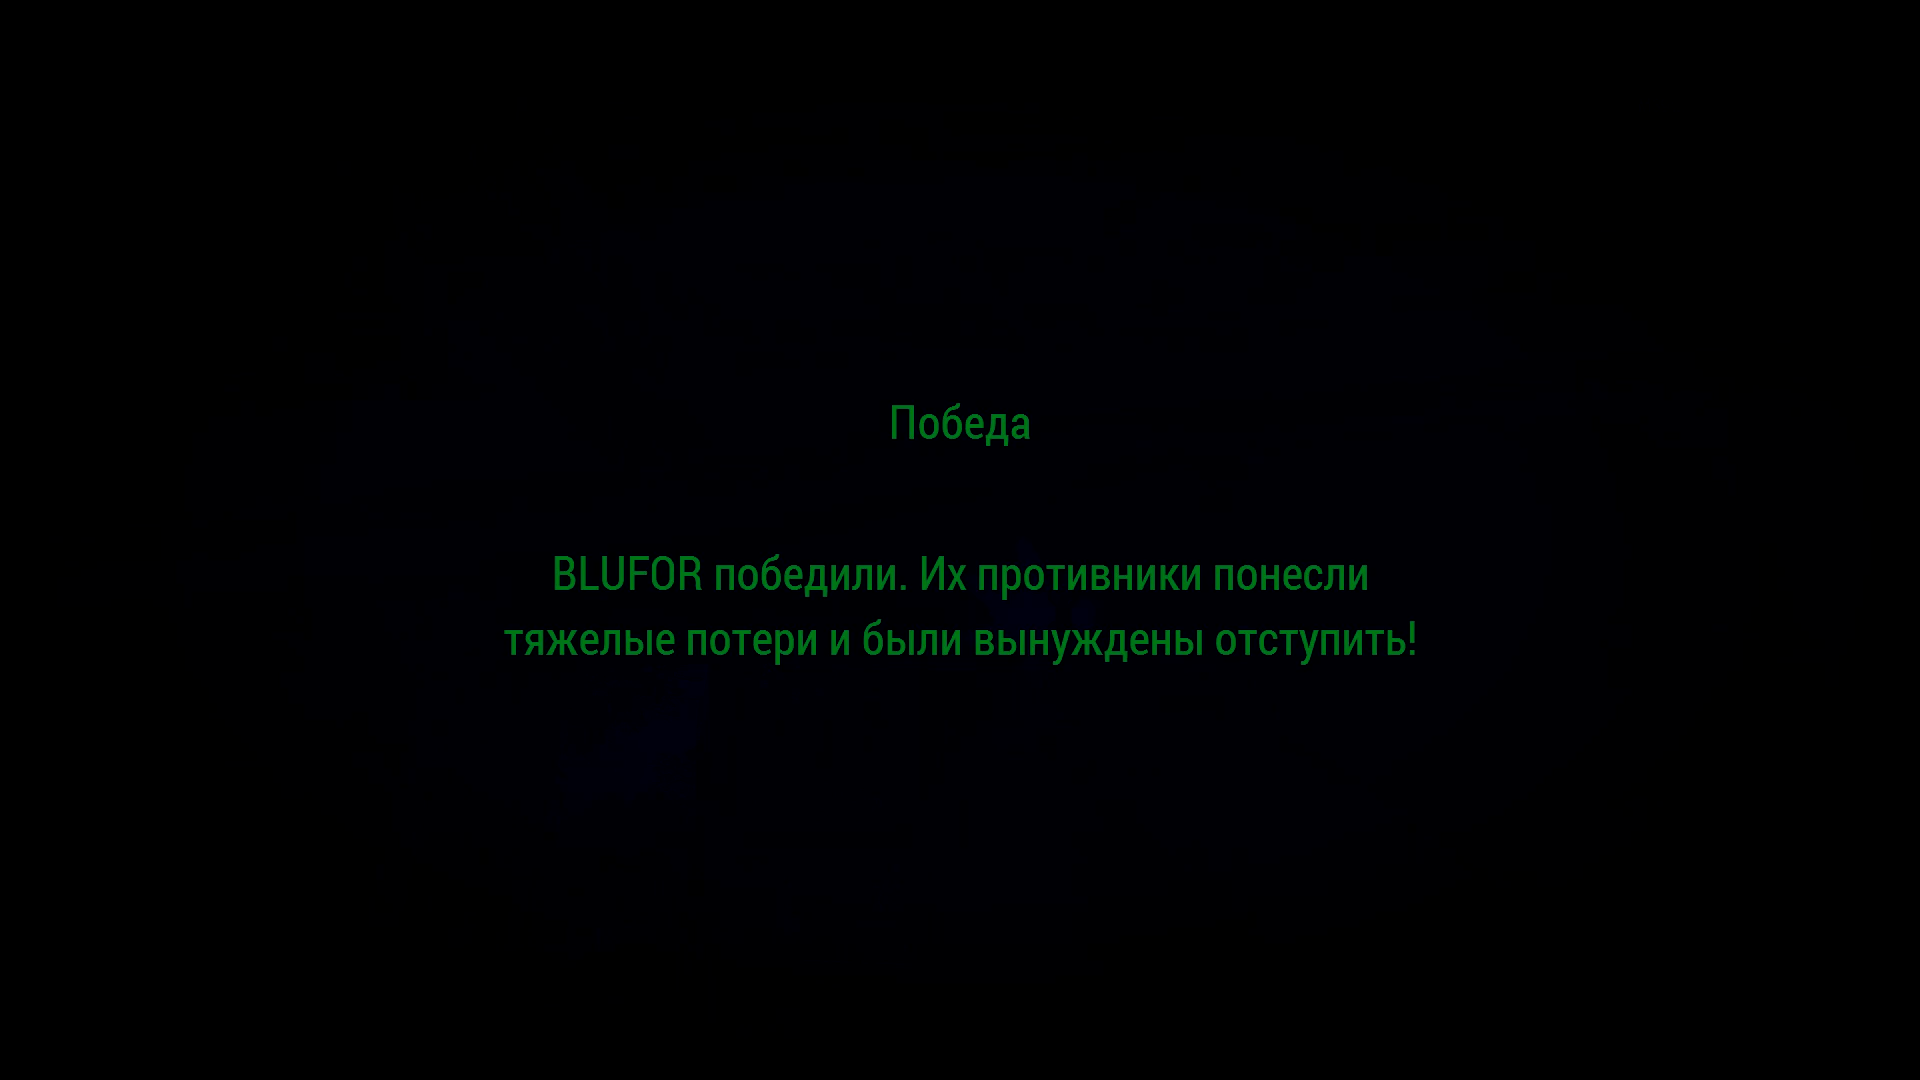 Победа
BLUFOR победили. Их противники понесли
тяжелые потери и были вынуждены отступить!